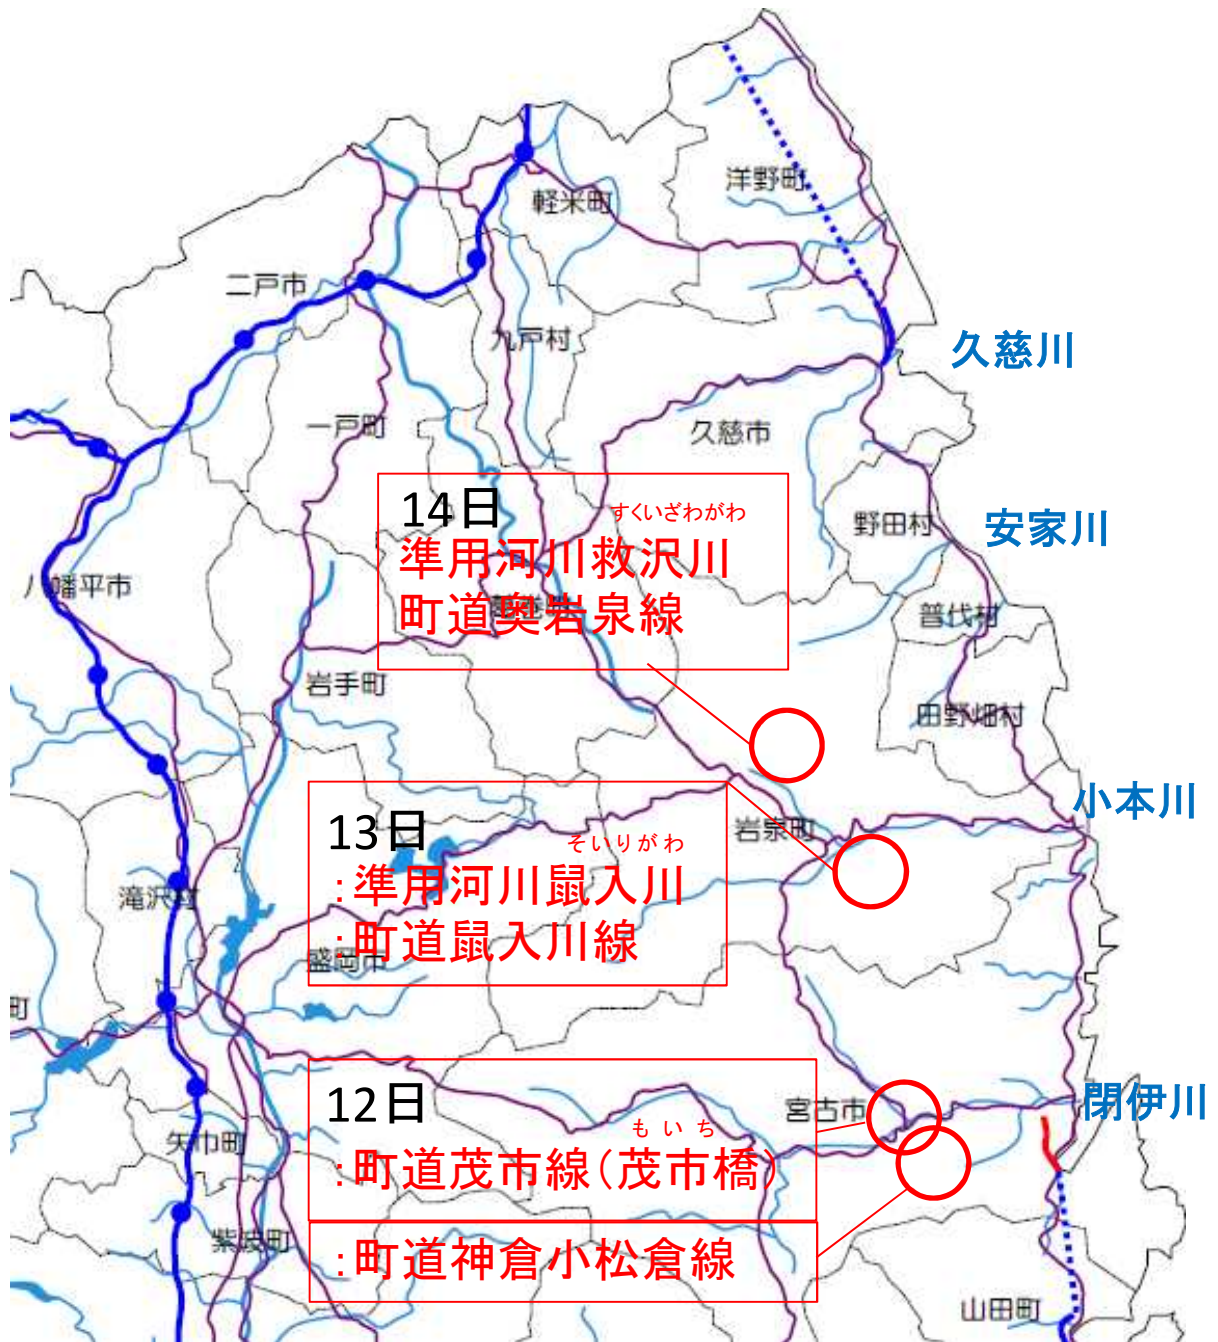 洋野町
軽米町
二戸市
九戸村
久慈川
一戸町
久慈市
14日
すくいざわがわ
準用河川救沢川
町道奥岩泉線
野田村
安家川
八幡平市
普代村
岩手町
田野畑村
小本川
13日
そいりがわ
:準用河川鼠入川
:町道鼠入川線
岩泉町
滝沢村
盛岡市
町
12日
もいち
:町道茂市線(茂市橋)
:町道神倉小松倉線
宮古市
閉伊川
矢巾町
紫波町
山田町